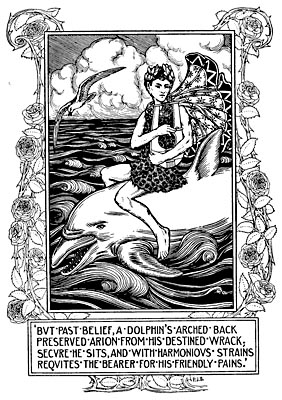 'BVT·PAST·BELIEF, A·DOLPHIN'S·ARCHED·BACK
PRESERVED·ARION·FROM·HIS·DESTINED·WRACK;
SECVRE·HE·SITS, AND·WITH·HARMONIOVS·STRAINS
REQVITES·THE·BEARER·FOR·HIS·FRIENDLY·PAINS.'